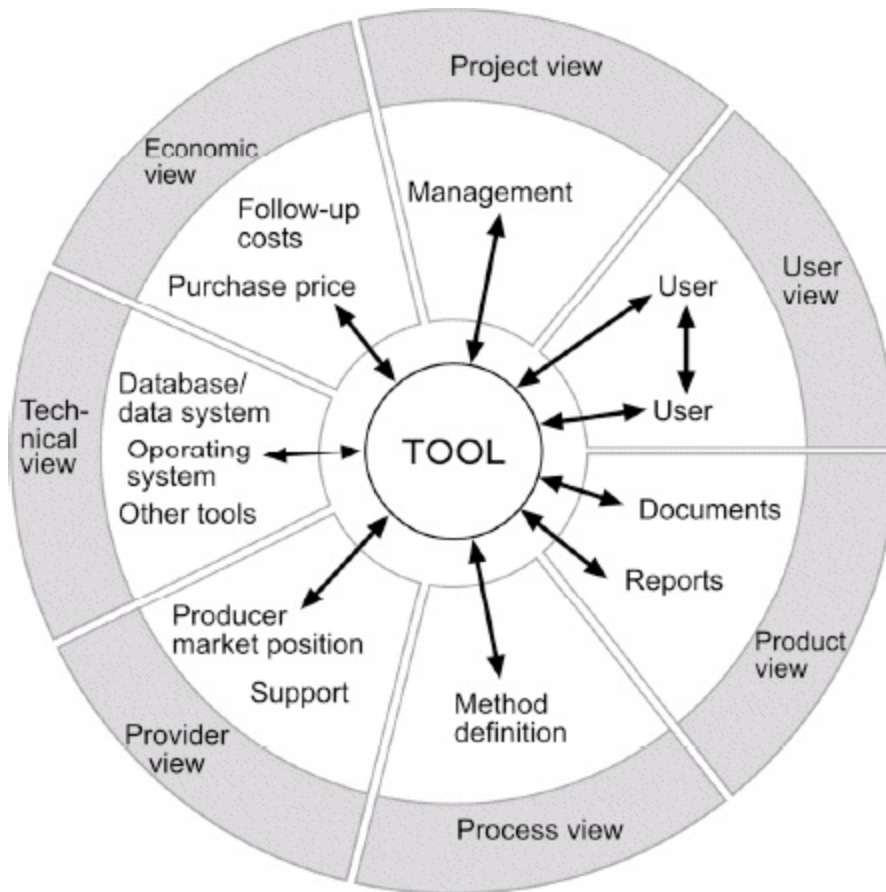 Project view
Economic
view
Management
Follow-up
costs
User
view
Purchase price
User
Database/
data system
Tech-
nical
view
User
Operating
system
TOOL
Other tools
Documents
Reports
Producer
market position
Product
view
Support
Method
definition
Provider
view
Process view